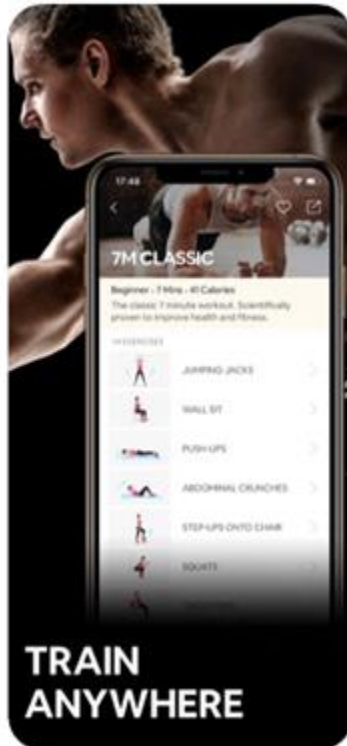 17:48
7M CLASSIC
Beginner - 7 Mins - 41 Calories
The classic 7 minute workout. Scientifically
proven to improve health and fitness.
EXERCISES
JUMPING JACKS
WALL SIT
PUSH-UPS
ABDOMINAL CRUNCHES
STEP-UPS ONTO CHAIR
SQUATS
TRAIN
ANYWHERE